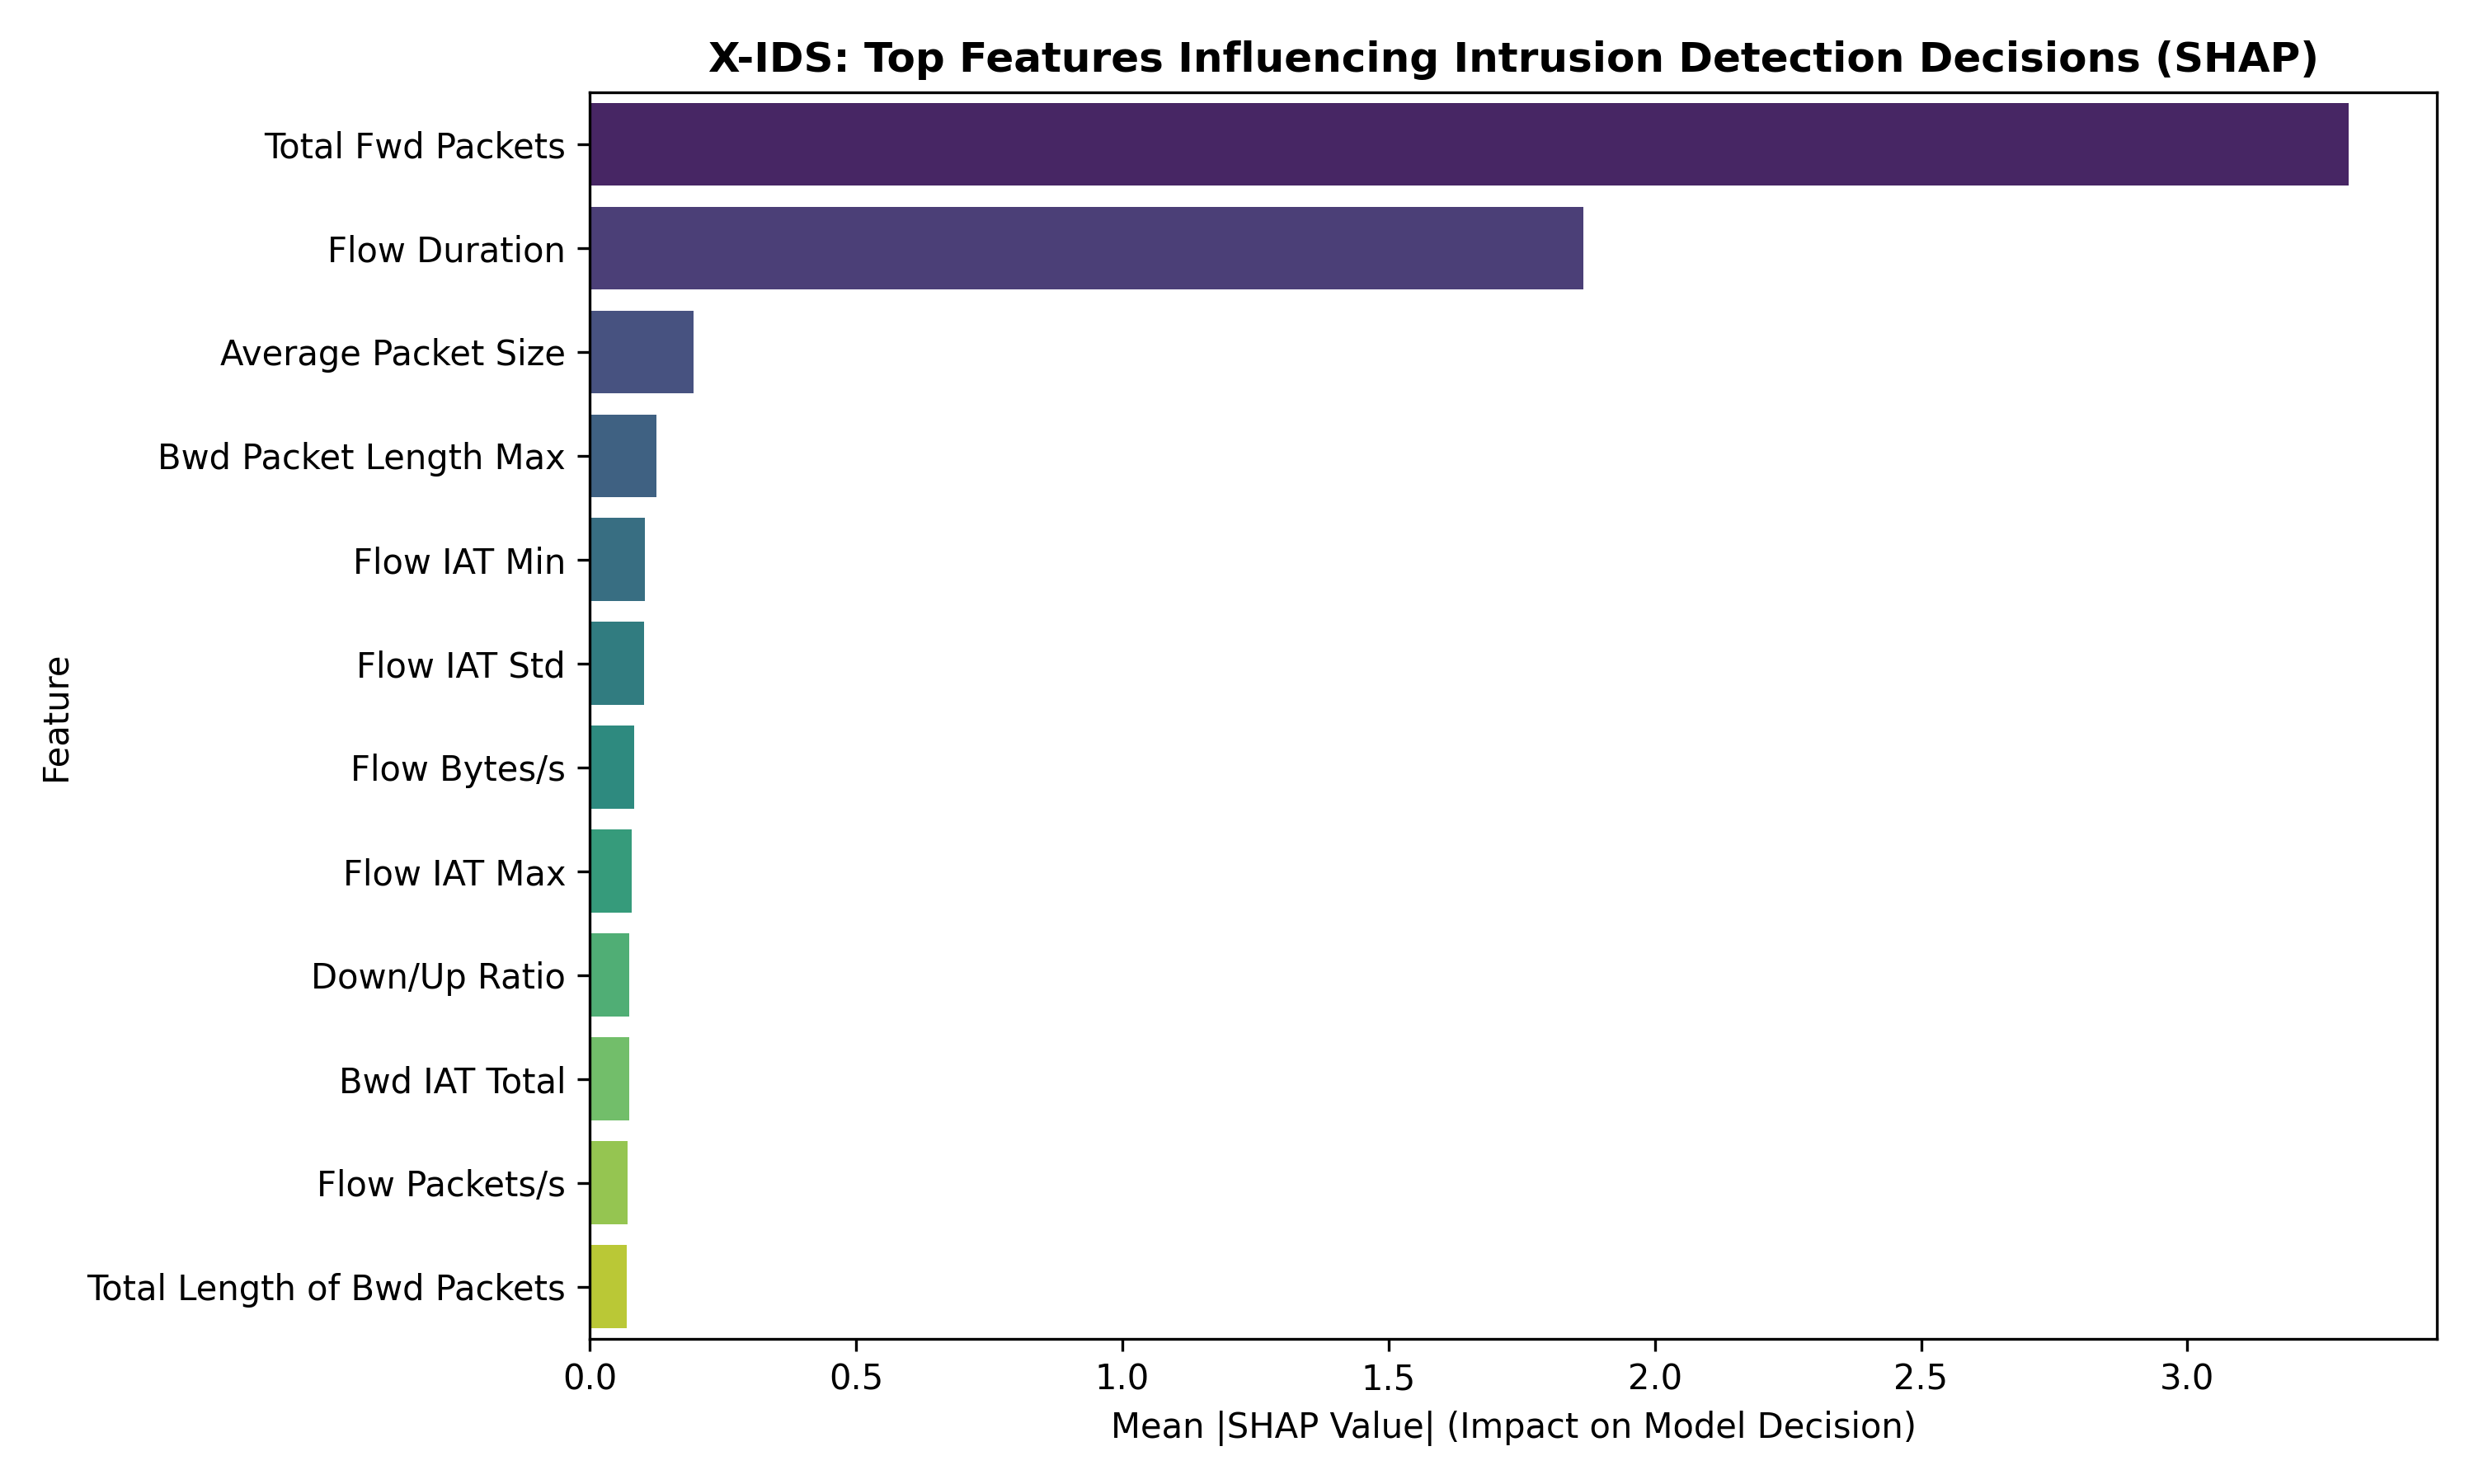 X-IDS: Top Features Influencing Intrusion Detection Decisions (SHAP)
Total Fwd Packets
Flow Duration
Average Packet Size
Bwd Packet Length Max
Flow IAT Min
Flow IAT Std
Flow Bytes/s
Flow IAT Max
Down/Up Ratio
Bwd IAT Total
Flow Packets/s
Total Length of Bwd Packets
Feature
0.0 0.5 1.0 1.5 2.0 2.5 3.0
Mean |SHAP Value| (Impact on Model Decision)